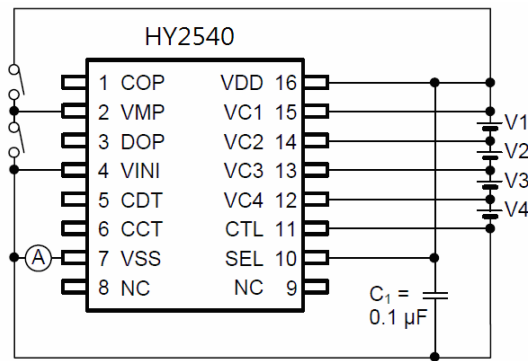 HY2540
1 COP VDD 16
2 VMP VC1 15
3 DOP VC2 14
4 VINI VC3 13
5 CDT VC4 12
6 CCT CTL 11
7 VSS SEL 10
8 NC NC 9
V1
V2
V3
V4
A
C₁ =
0.1 µF